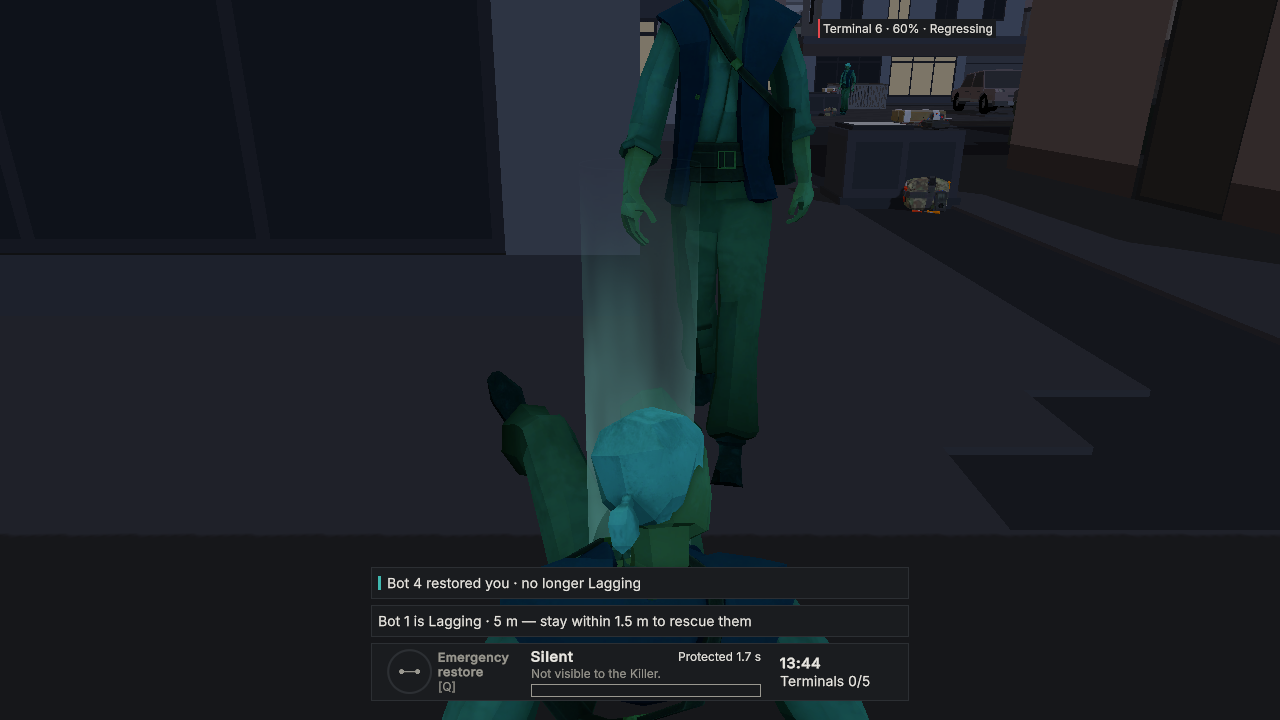 Terminal 6 · 60% · Regressing
Bot 4 restored you · no longer Lagging
Bot 1 is Lagging · 5 m — stay within 1.5 m to rescue them
Emergency
restore
[Q]
Silent
Protected 1.7 s
Not visible to the Killer.
13:44
Terminals 0/5